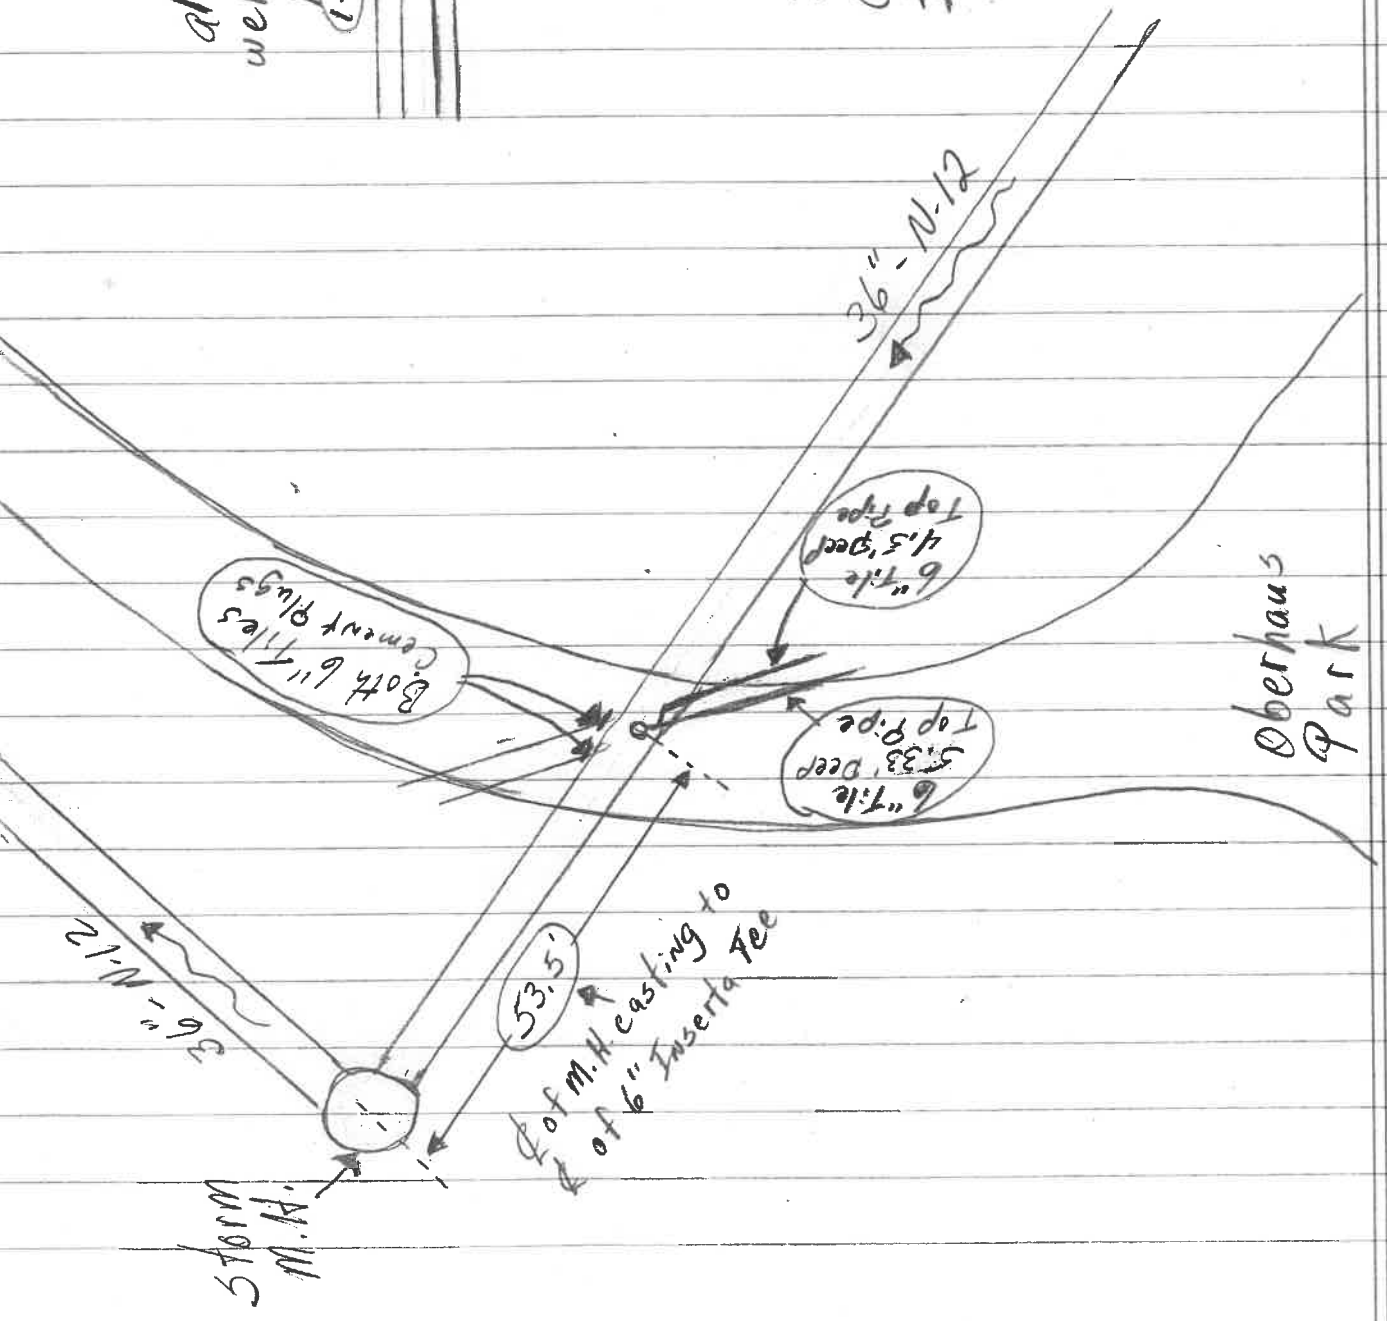 36" - N-12
6" Tile
4.5' Deep
Top Pipe
Both 6" Tiles
Cement Plugs
6" Tile
5.33' Deep
Top Pipe
Oberhaus
Park
53.5'
℄ of M.H. casting to
℄ of 6" Inserta Tee
36" - N-12
Storm
M.H.